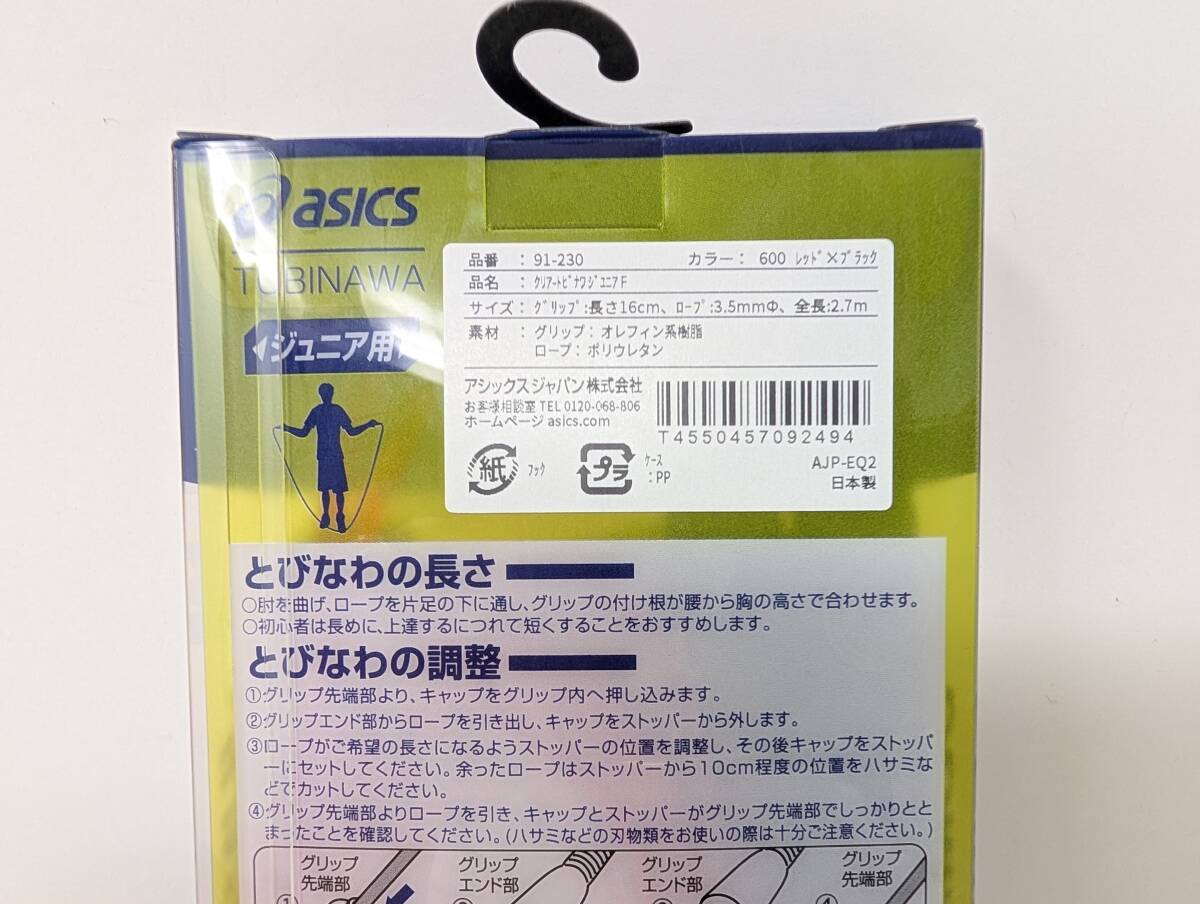 asics
TOBINAWA
ジュニア用
品番 : 91-230 カラー: 600 ﾚｯﾄﾞ×ﾌﾞﾗｯｸ
品名 : ｸﾘｱｰﾄﾋﾞﾅﾜｼﾞｭﾆｱF
サイズ: ｸﾞﾘｯﾌﾟ:長さ16cm、ﾛｰﾌﾟ:3.5mmΦ、全長:2.7m
素材 : グリップ: オレフィン系樹脂
ロープ: ポリウレタン
アシックスジャパン株式会社
お客様相談室 TEL 0120-068-806
ホームページ asics.com
T4550457092494
紙 ﾌｯｸ
プラ ｹｰｽ:PP
AJP-EQ2
日本製
とびなわの長さ
○肘を曲げ、ロープを片足の下に通し、グリップの付け根が腰から胸の高さで合わせます。
○初心者は長めに、上達するにつれて短くすることをおすすめします。
とびなわの調整
①グリップ先端部より、キャップをグリップ内へ押し込みます。
②グリップエンド部からロープを引き出し、キャップをストッパーから外します。
③ロープがご希望の長さになるようストッパーの位置を調整し、その後キャップをストッパ
ーにセットしてください。余ったロープはストッパーから10cm程度の位置をハサミな
どでカットしてください。
④グリップ先端部よりロープを引き、キャップとストッパーがグリップ先端部でしっかりとと
まったことを確認してください。(ハサミなどの刃物類をお使いの際は十分ご注意ください。)
グリップ
先端部
グリップ
エンド部
グリップ
エンド部
グリップ
先端部